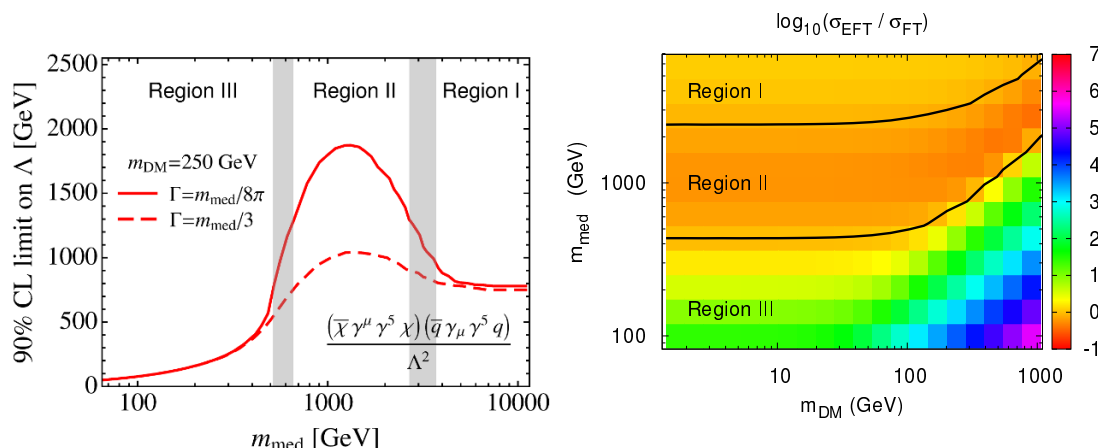 90% CL limit on Λ [GeV]
2500
2000
1500
1000
500
0
Region III
Region II
Region I
m_DM=250 GeV
Γ=m_med/8π
Γ=m_med/3
(χ̅ γ^μ γ^5 χ)(q̅ γ_μ γ^5 q)
Λ^2
100
1000
10000
m_med [GeV]
log10(σ_EFT / σ_FT)
m_med (GeV)
1000
100
Region I
Region II
Region III
10
100
1000
m_DM (GeV)
7
6
5
4
3
2
1
0
-1